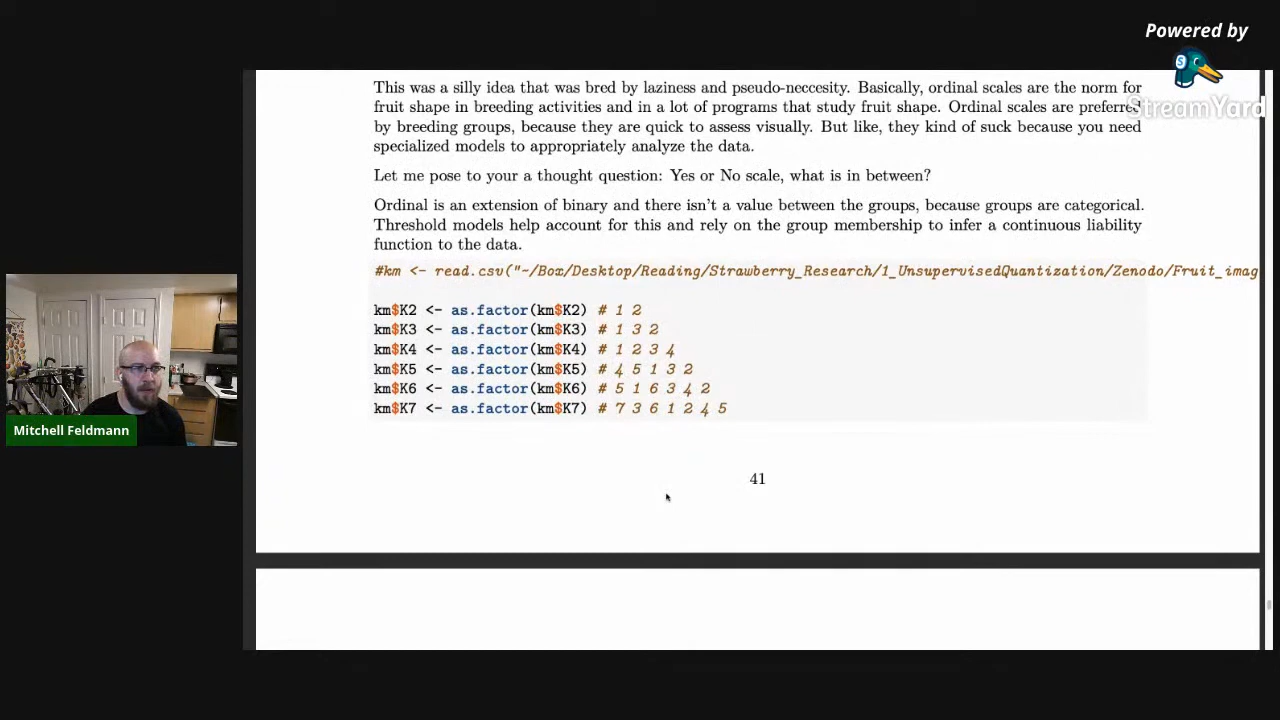 Powered by
StreamYard
This was a silly idea that was bred by laziness and pseudo-neccesity. Basically, ordinal scales are the norm for
fruit shape in breeding activities and in a lot of programs that study fruit shape. Ordinal scales are preferred
by breeding groups, because they are quick to assess visually. But like, they kind of suck because you need
specialized models to appropriately analyze the data.
Let me pose to your a thought question: Yes or No scale, what is in between?
Ordinal is an extension of binary and there isn't a value between the groups, because groups are categorical.
Threshold models help account for this and rely on the group membership to infer a continuous liability
function to the data.
#km <- read.csv("~/Box/Desktop/Reading/Strawberry_Research/1_UnsupervisedQuantization/Zenodo/Fruit_imag
km$K2 <- as.factor(km$K2) # 1 2
km$K3 <- as.factor(km$K3) # 1 3 2
km$K4 <- as.factor(km$K4) # 1 2 3 4
km$K5 <- as.factor(km$K5) # 4 5 1 3 2
km$K6 <- as.factor(km$K6) # 5 1 6 3 4 2
km$K7 <- as.factor(km$K7) # 7 3 6 1 2 4 5
Mitchell Feldmann
41